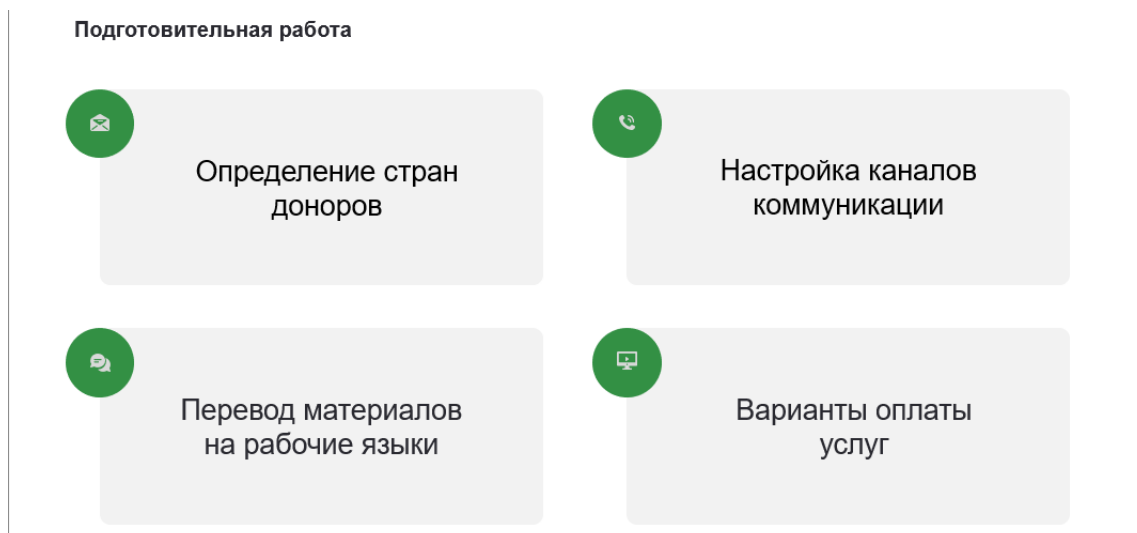 Подготовительная работа
Определение стран
доноров
Настройка каналов
коммуникации
Перевод материалов
на рабочие языки
Варианты оплаты
услуг